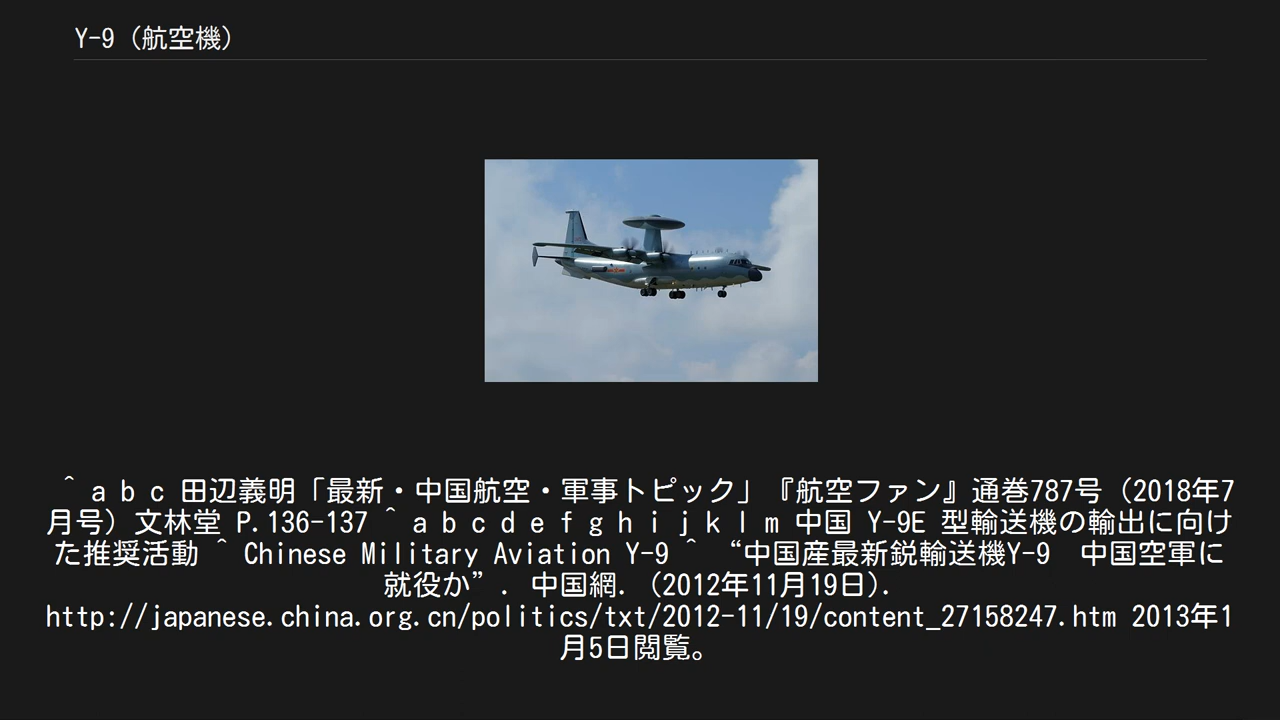 Y-9（航空機）
^ a b c 田辺義明「最新・中国航空・軍事トピック」『航空ファン』通巻787号（2018年7
月号）文林堂 P.136-137 ^ a b c d e f g h i j k l m 中国 Y-9E 型輸送機の輸出に向け
た推奨活動 ^ Chinese Military Aviation Y-9 ^ “中国産最新鋭輸送機Y-9　中国空軍に
就役か”. 中国網. (2012年11月19日).
http://japanese.china.org.cn/politics/txt/2012-11/19/content_27158247.htm 2013年1
月5日閲覧。